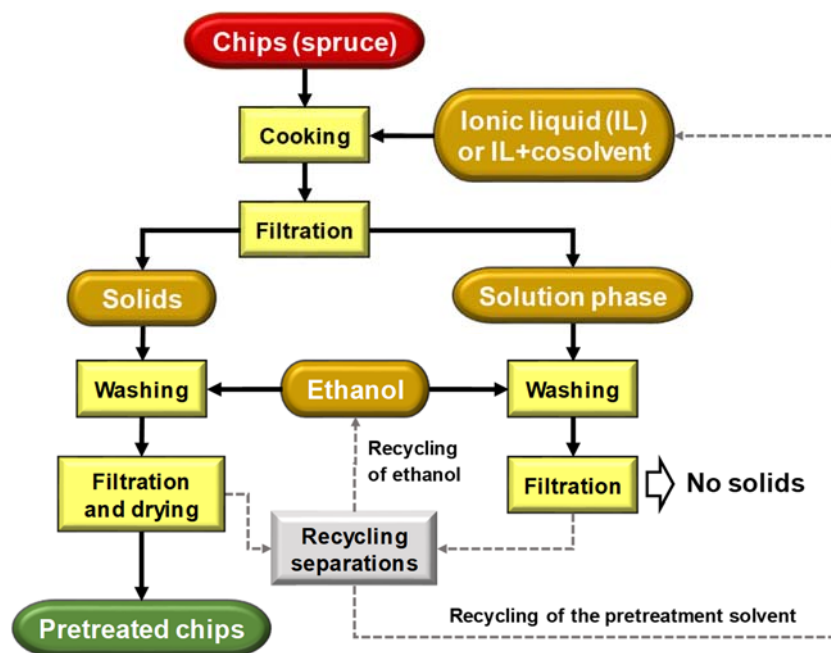 Chips (spruce)
Cooking
Ionic liquid (IL)
or IL+cosolvent
Filtration
Solids
Solution phase
Washing
Ethanol
Washing
Recycling
of ethanol
Filtration
and drying
Filtration
No solids
Recycling
separations
Pretreated chips
Recycling of the pretreatment solvent